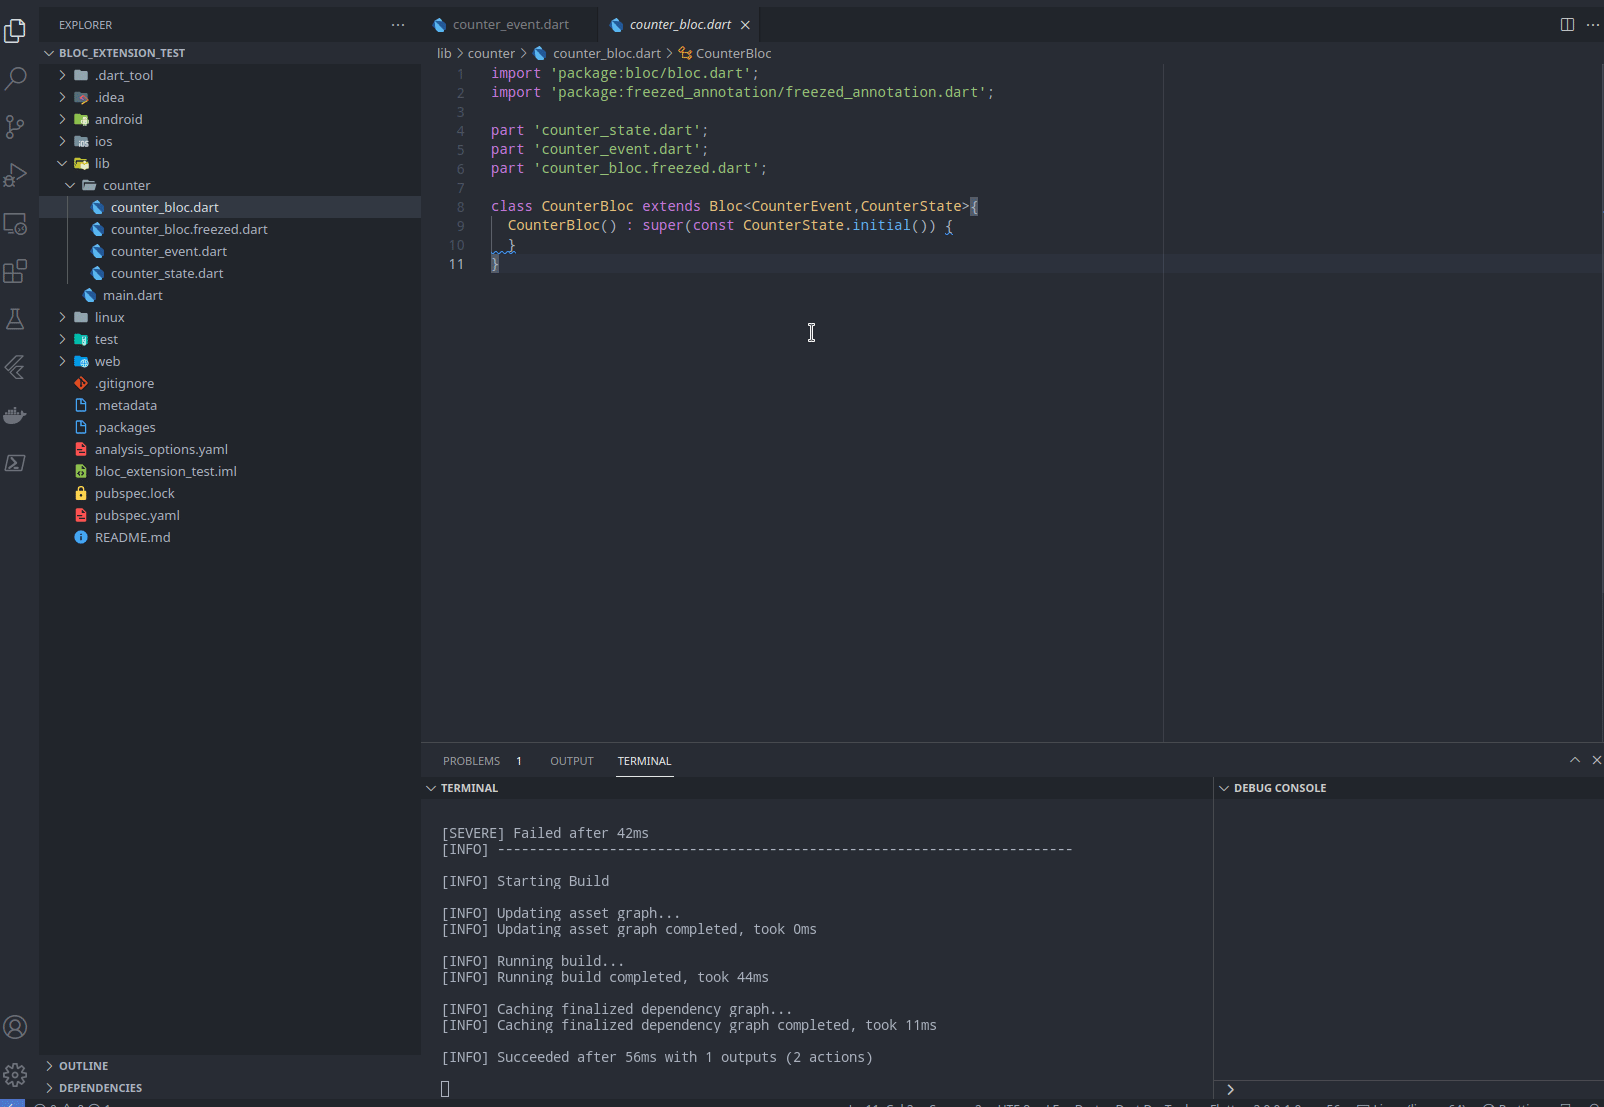 EXPLORER
BLOC_EXTENSION_TEST
.dart_tool
.idea
android
ios
lib
counter
counter_bloc.dart
counter_bloc.freezed.dart
counter_event.dart
counter_state.dart
main.dart
linux
test
web
.gitignore
.metadata
.packages
analysis_options.yaml
bloc_extension_test.iml
pubspec.lock
pubspec.yaml
README.md
OUTLINE
DEPENDENCIES
counter_event.dart counter_bloc.dart
lib > counter > counter_bloc.dart > CounterBloc
1 import 'package:bloc/bloc.dart';
2 import 'package:freezed_annotation/freezed_annotation.dart';
3
4 part 'counter_state.dart';
5 part 'counter_event.dart';
6 part 'counter_bloc.freezed.dart';
7
8 class CounterBloc extends Bloc<CounterEvent,CounterState>{
9 CounterBloc() : super(const CounterState.initial()) {
10 }
11 }
PROBLEMS 1 OUTPUT TERMINAL
TERMINAL
[SEVERE] Failed after 42ms
[INFO] ------------------------------------------------------------------------
[INFO] Starting Build
[INFO] Updating asset graph...
[INFO] Updating asset graph completed, took 0ms
[INFO] Running build...
[INFO] Running build completed, took 44ms
[INFO] Caching finalized dependency graph...
[INFO] Caching finalized dependency graph completed, took 11ms
[INFO] Succeeded after 56ms with 1 outputs (2 actions)
DEBUG CONSOLE